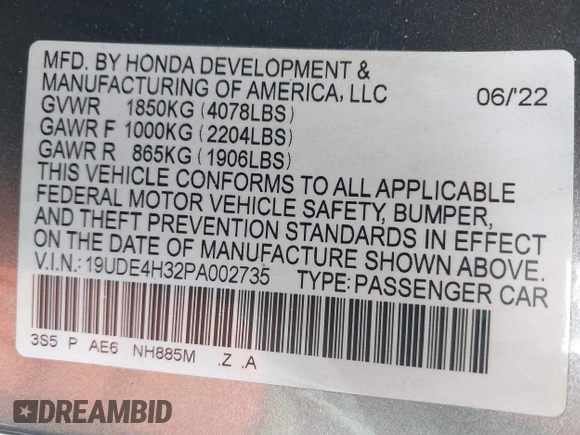 MFD. BY HONDA DEVELOPMENT &
MANUFACTURING OF AMERICA, LLC 06/'22
GVWR 1850KG (4078LBS)
GAWR F 1000KG (2204LBS)
GAWR R 865KG (1906LBS)
THIS VEHICLE CONFORMS TO ALL APPLICABLE
FEDERAL MOTOR VEHICLE SAFETY, BUMPER,
AND THEFT PREVENTION STANDARDS IN EFFECT
ON THE DATE OF MANUFACTURE SHOWN ABOVE.
V.I.N.: 19UDE4H32PA002735 TYPE: PASSENGER CAR
3S5 P AE6 NH885M .Z .A
DREAMBID